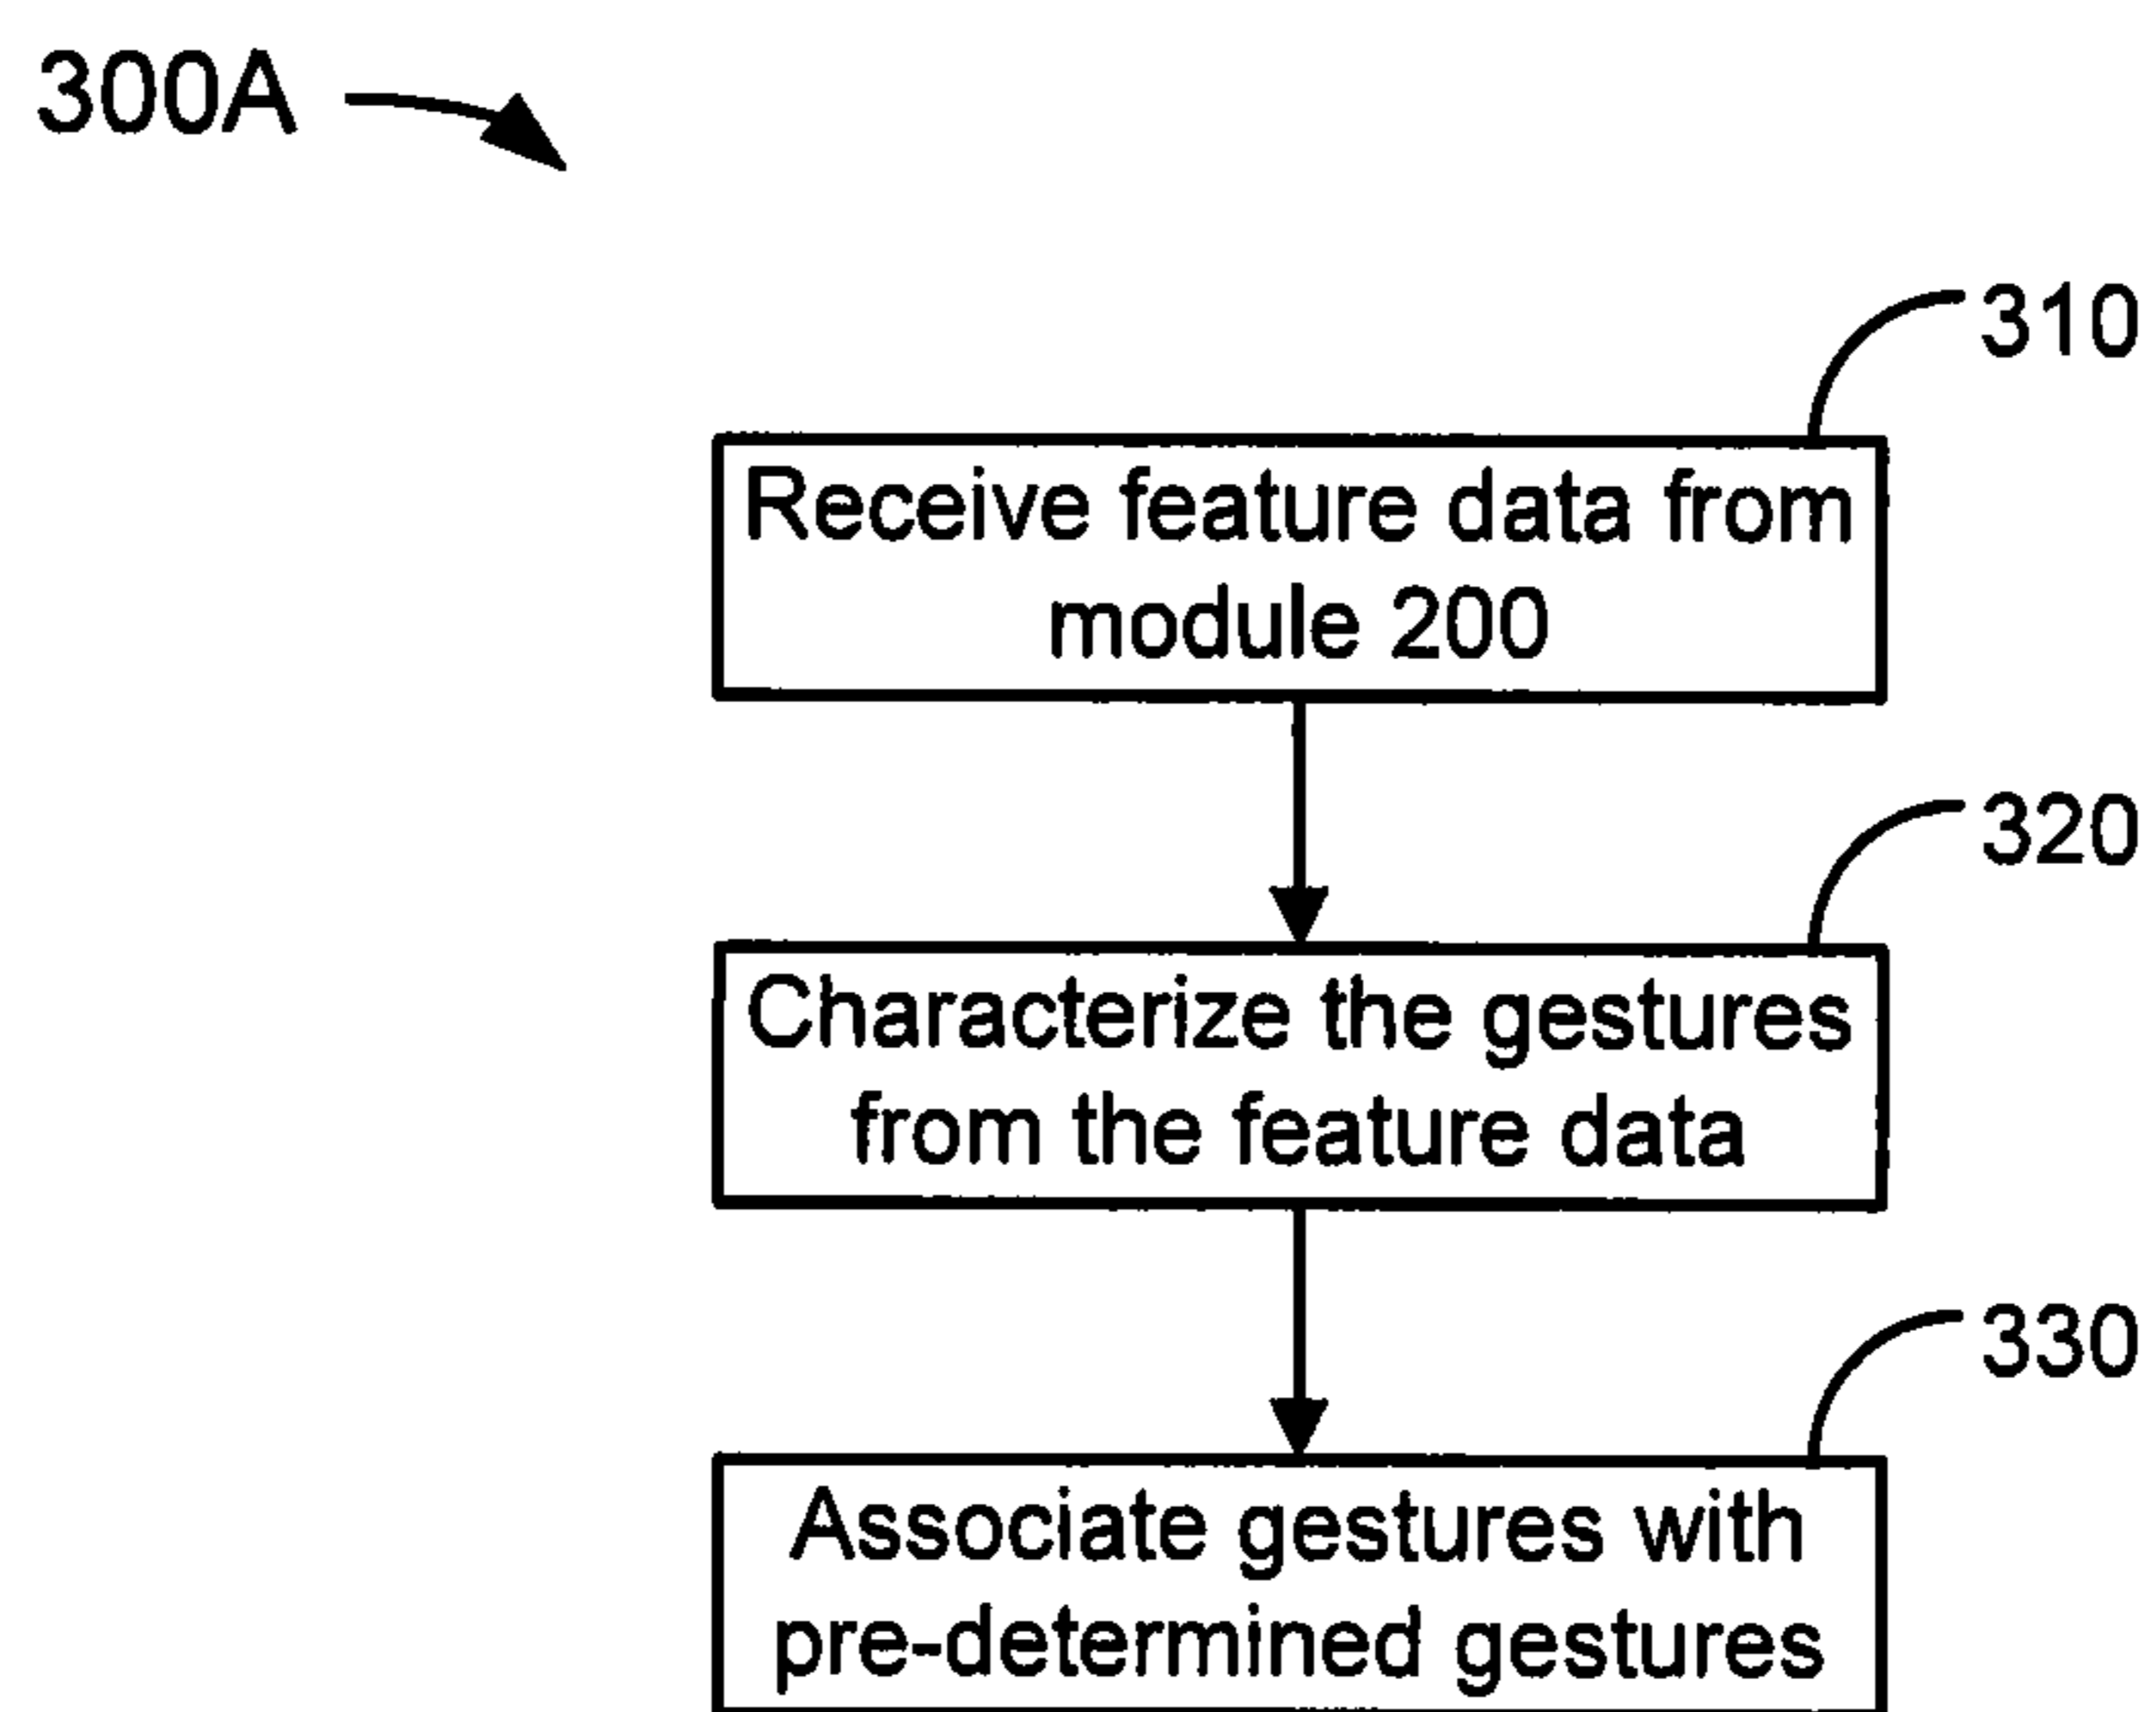 300A
310
Receive feature data from
module 200
320
Characterize the gestures
from the feature data
330
Associate gestures with
pre-determined gestures